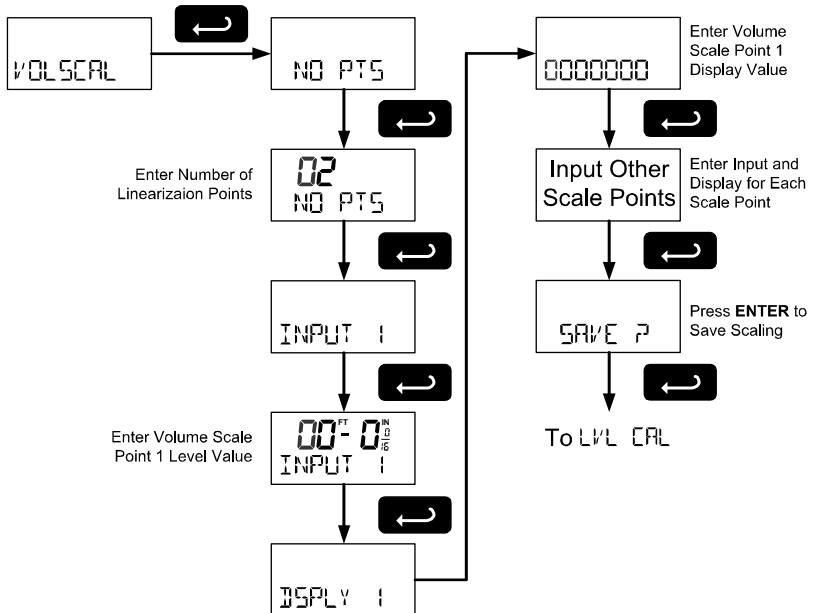 VOLSCAL
NO PTS
Enter Number of
Linearizaion Points
02
NO PTS
INPUT 1
Enter Volume Scale
Point 1 Level Value
00 FT - 0 IN 0/16
INPUT 1
DSPLY 1
0000000
Enter Volume
Scale Point 1
Display Value
Input Other
Scale Points
Enter Input and
Display for Each
Scale Point
SAVE ?
Press ENTER to
Save Scaling
To LVL CAL